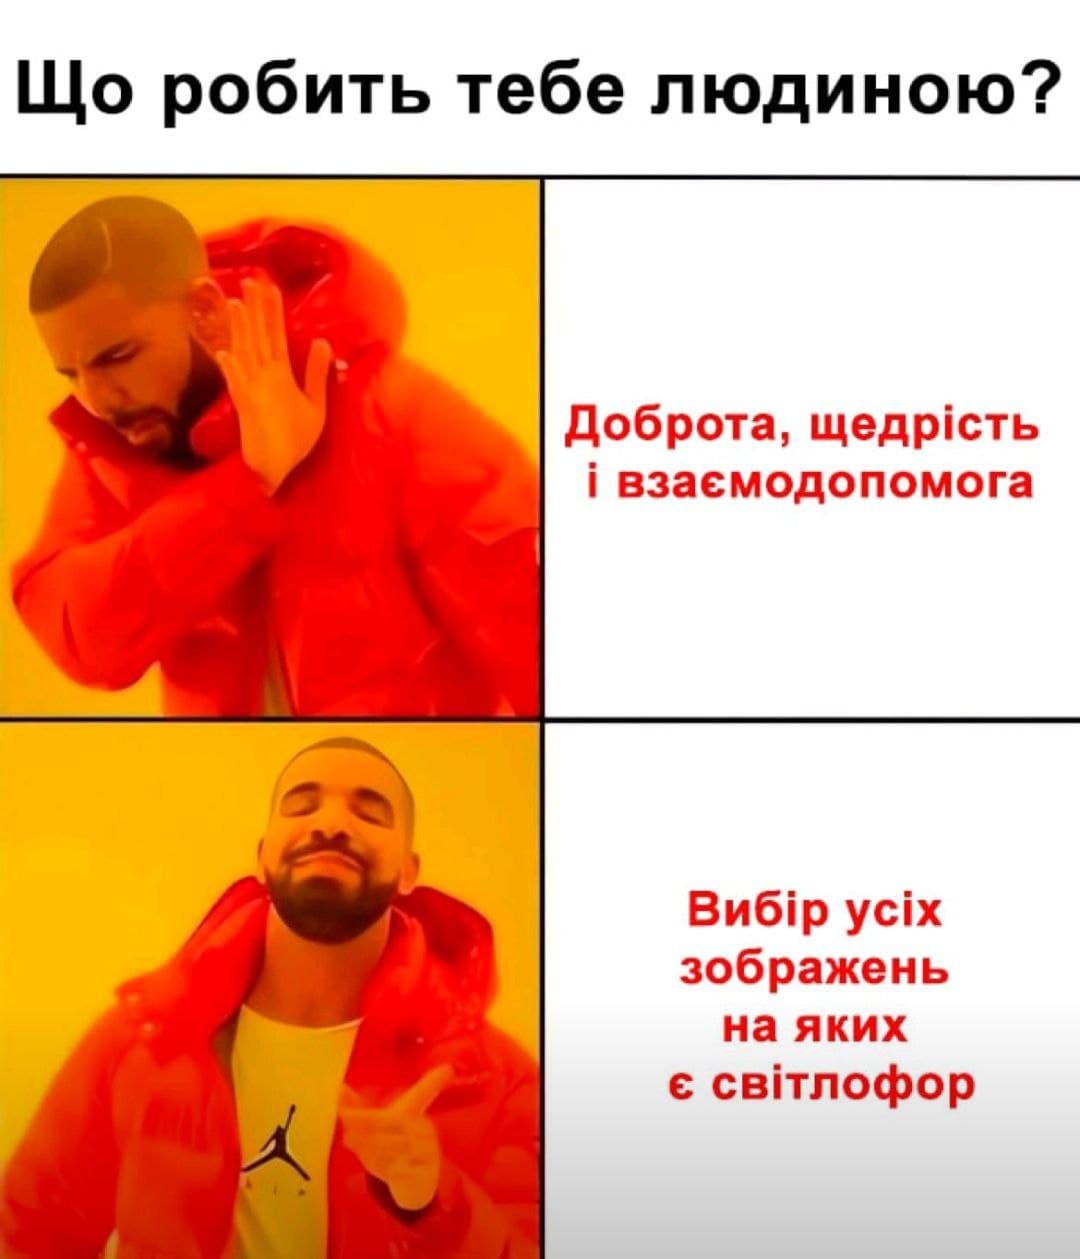 Що робить тебе людиною?
Доброта, щедрість
і взаємодопомога
Вибір усіх
зображень
на яких
є світлофор